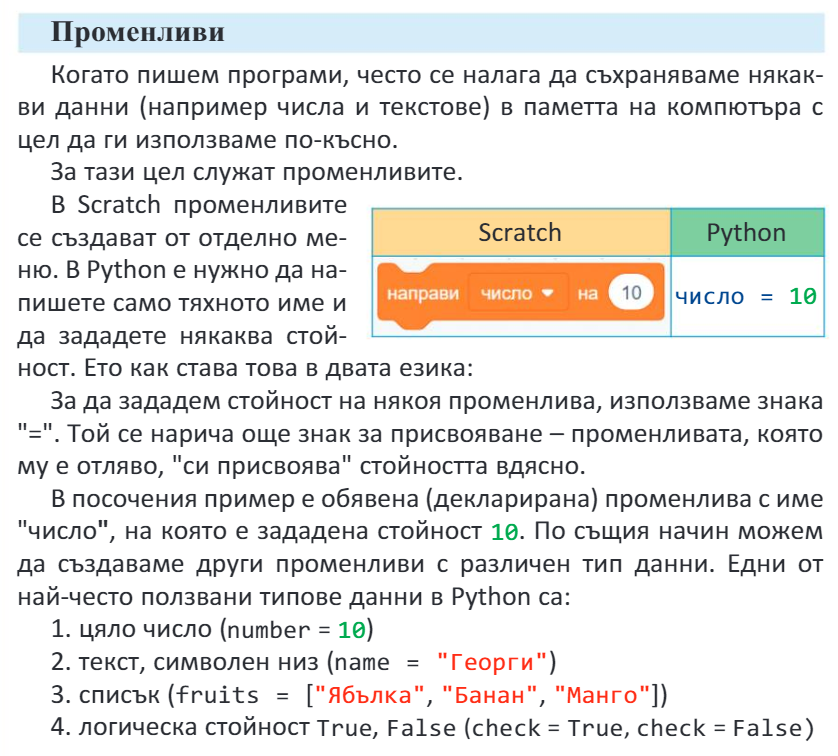 Променливи
Когато пишем програми, често се налага да съхраняваме някак-
ви данни (например числа и текстове) в паметта на компютъра с
цел да ги използваме по-късно.
За тази цел служат променливите.
В Scratch променливите
се създават от отделно ме-
ню. В Python е нужно да на-
пишете само тяхното име и
да зададете някаква стой-
ност. Ето как става това в двата езика:
Scratch Python
направи число на 10 число = 10
За да зададем стойност на някоя променлива, използваме знака
"=". Той се нарича още знак за присвояване – променливата, която
му е отляво, "си присвоява" стойността вдясно.
В посочения пример е обявена (декларирана) променлива с име
"число", на която е зададена стойност 10. По същия начин можем
да създаваме други променливи с различен тип данни. Едни от
най-често ползвани типове данни в Python са:
1. цяло число (number = 10)
2. текст, символен низ (name = "Георги")
3. списък (fruits = ["Ябълка", "Банан", "Манго"])
4. логическа стойност True, False (check = True, check = False)